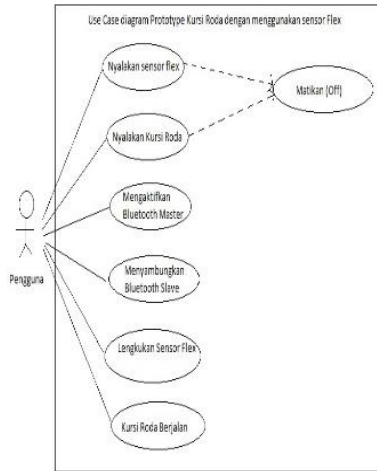 Use Case diagram Prototype Kursi Roda dengan menggunakan sensor Flex
Nyalakan sensor flex
Matikan (Off)
Nyalakan Kursi Roda
Mengaktifkan
Bluetooth Master
Pengguna
Menyambungkan
Bluetooth Slave
Lengkukan Sensor Flex
Kursi Roda Berjalan